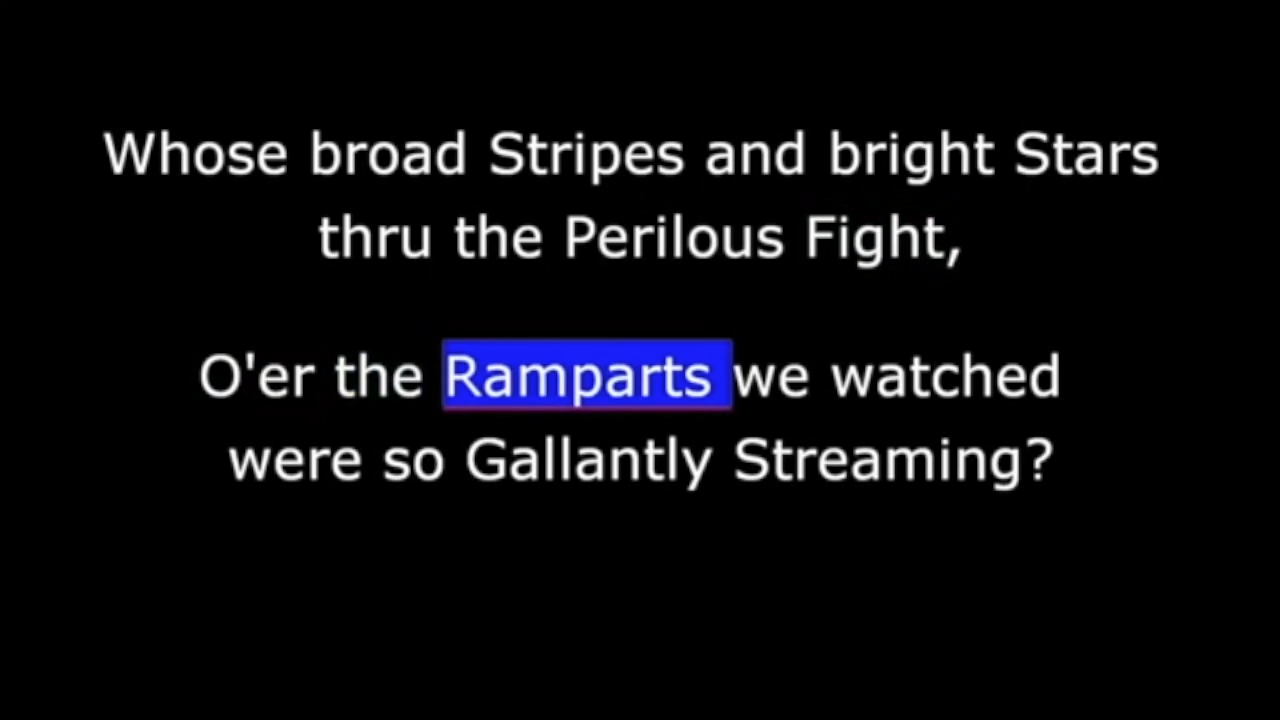 Whose broad Stripes and bright Stars
thru the Perilous Fight,
O'er the Ramparts we watched
were so Gallantly Streaming?